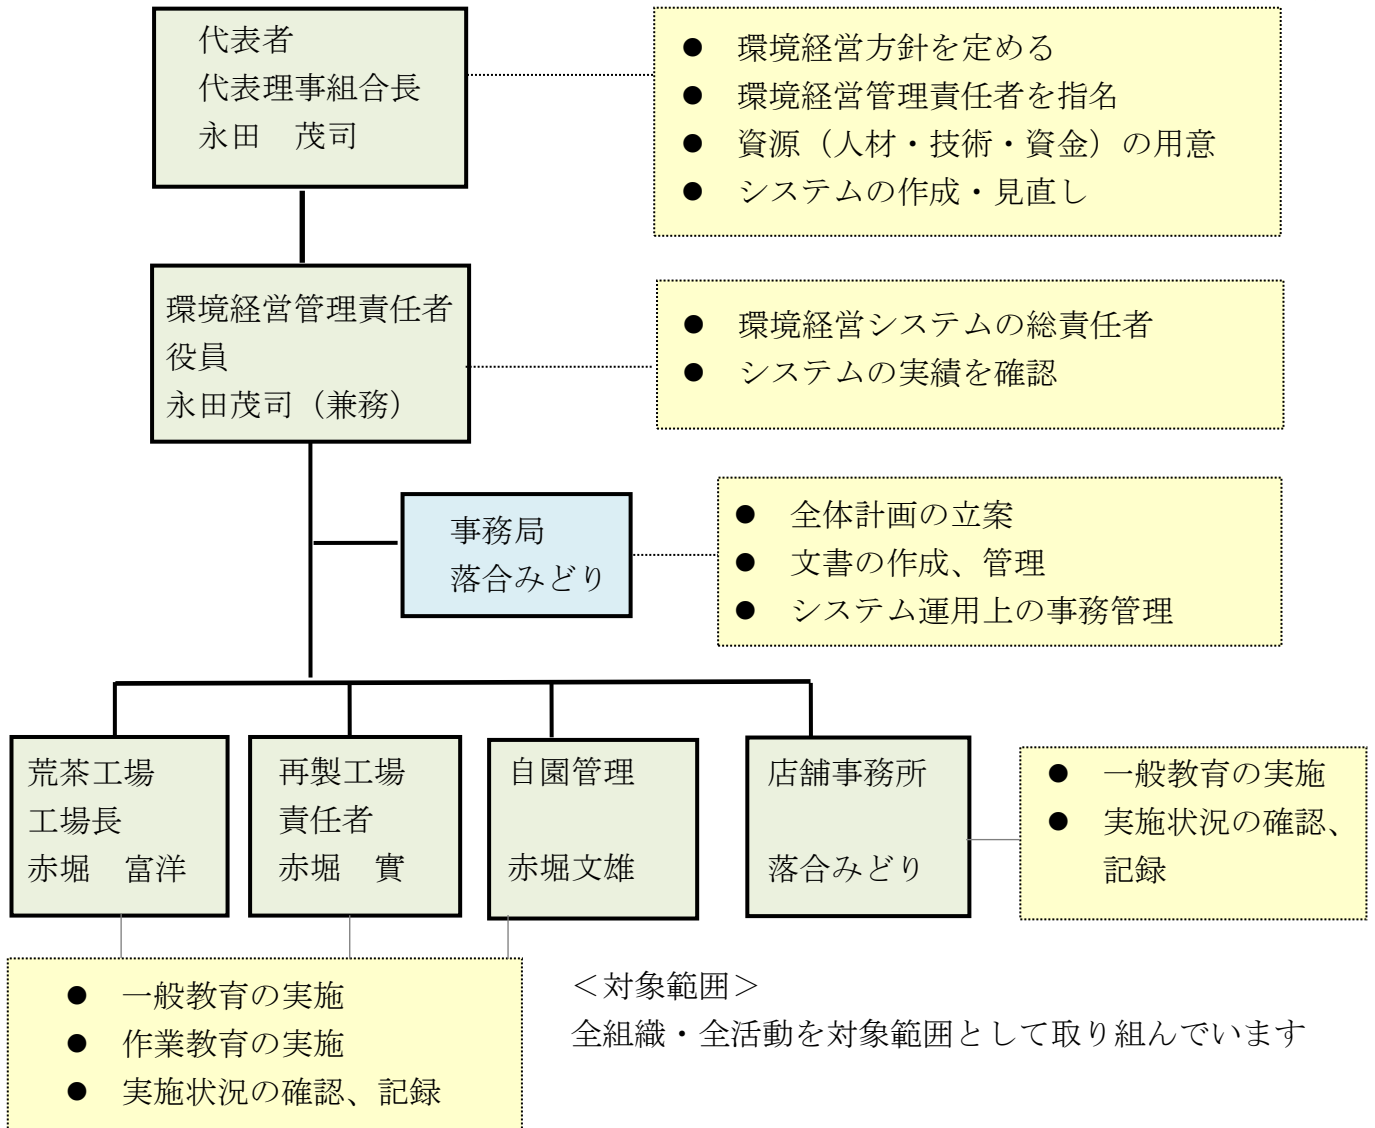 代表者
代表理事組合長
永田　茂司
● 環境経営方針を定める
● 環境経営管理責任者を指名
● 資源（人材・技術・資金）の用意
● システムの作成・見直し
環境経営管理責任者
役員
永田茂司（兼務）
● 環境経営システムの総責任者
● システムの実績を確認
事務局
落合みどり
● 全体計画の立案
● 文書の作成、管理
● システム運用上の事務管理
荒茶工場
工場長
赤堀　富洋
再製工場
責任者
赤堀　實
自園管理
赤堀文雄
店舗事務所
落合みどり
● 一般教育の実施
● 実施状況の確認、
記録
● 一般教育の実施
● 作業教育の実施
● 実施状況の確認、記録
＜対象範囲＞
全組織・全活動を対象範囲として取り組んでいます